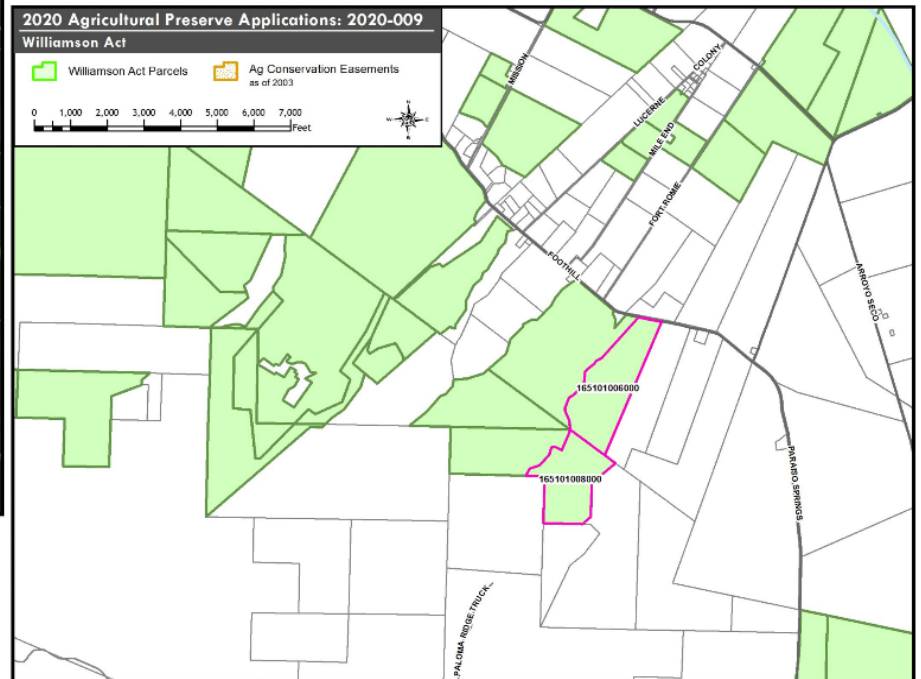 2020 Agricultural Preserve Applications: 2020-009
Williamson Act
Williamson Act Parcels
Ag Conservation Easements
as of 2003
0 1,000 2,000 3,000 4,000 5,000 6,000 7,000
Feet
N
W E
S
MISSION
COLONY
LUCERNE
MILE END
FORT ROMIE
FOOTHILL
ARROYO SECO
165101006000
165101008000
PARAISO SPRINGS
PALOMA RIDGE TRUCK